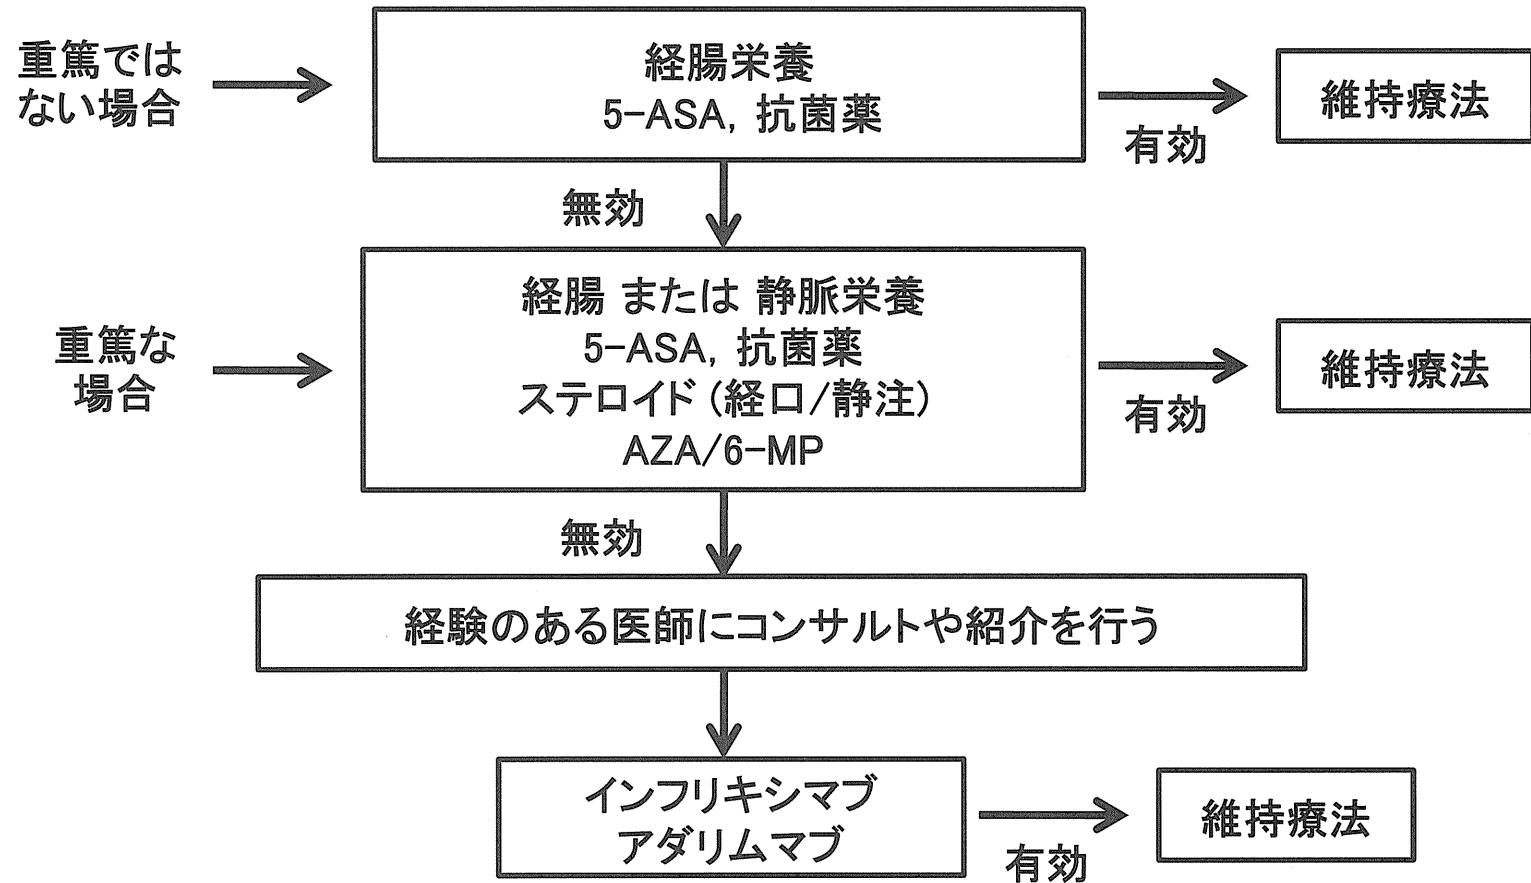 重篤では
ない場合
経腸栄養
5-ASA, 抗菌薬
有効
維持療法
無効
重篤な
場合
経腸 または 静脈栄養
5-ASA, 抗菌薬
ステロイド (経口/静注)
AZA/6-MP
有効
維持療法
無効
経験のある医師にコンサルトや紹介を行う
インフリキシマブ
アダリムマブ
有効
維持療法